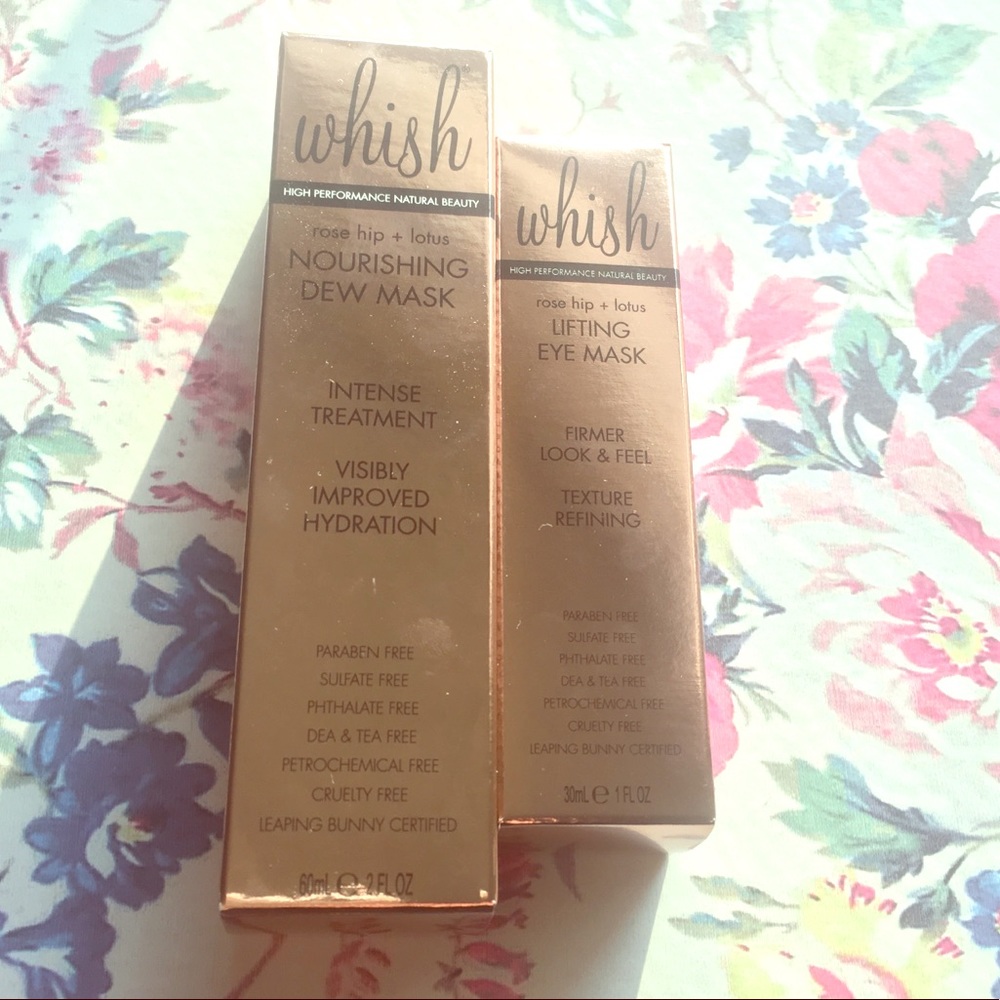 whish
HIGH PERFORMANCE NATURAL BEAUTY
rose hip + lotus
NOURISHING
DEW MASK
INTENSE
TREATMENT
VISIBLY
IMPROVED
HYDRATION
PARABEN FREE
SULFATE FREE
PHTHALATE FREE
DEA & TEA FREE
PETROCHEMICAL FREE
CRUELTY FREE
LEAPING BUNNY CERTIFIED
60mL ℮ 2 FL OZ
whish
HIGH PERFORMANCE NATURAL BEAUTY
rose hip + lotus
LIFTING
EYE MASK
FIRMER
LOOK & FEEL
TEXTURE
REFINING
PARABEN FREE
SULFATE FREE
PHTHALATE FREE
DEA & TEA FREE
PETROCHEMICAL FREE
CRUELTY FREE
LEAPING BUNNY CERTIFIED
30mL ℮ 1 FL OZ